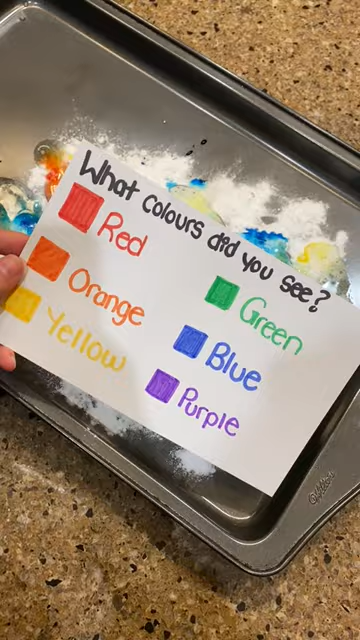 What colours did you see?
Red
Orange
Yellow
Green
Blue
Purple